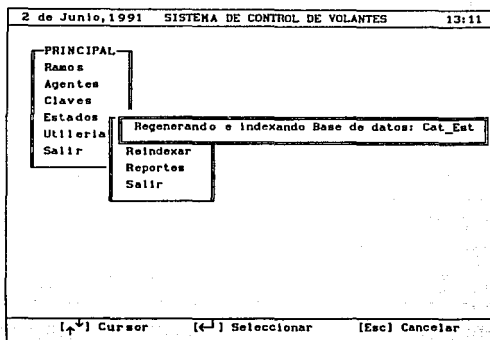 2 de Junio,1991 SISTEMA DE CONTROL DE VOLANTES 13:11
PRINCIPAL
Ramos
Agentes
Claves
Estados
Regenerando e indexando Base de datos: Cat_Est
Utileria
Salir
Reindexar
Reportes
Salir
[↑↓] Cursor [↵] Seleccionar [Esc] Cancelar